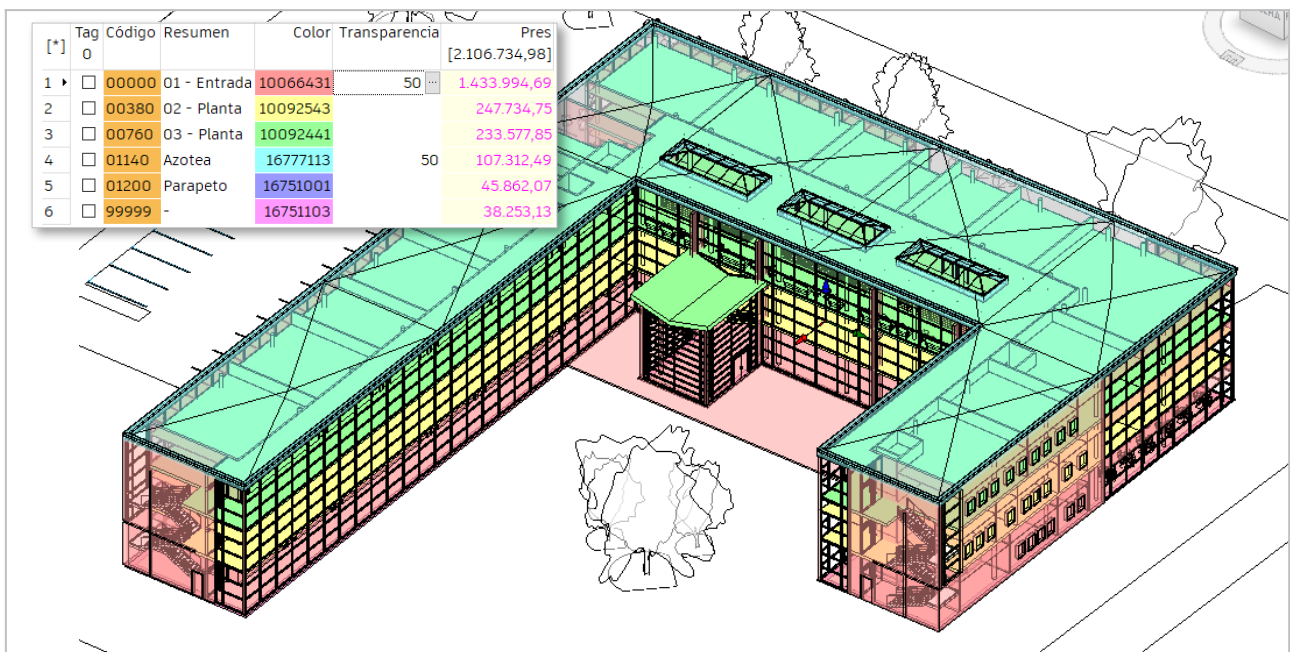 [*] Tag Código Resumen Color Transparencia Pres
0 [2.106.734,98]
1 00000 01 - Entrada 10066431 50 ... 1.433.994,69
2 00380 02 - Planta 10092543 247.734,75
3 00760 03 - Planta 10092441 233.577,85
4 01140 Azotea 16777113 50 107.312,49
5 01200 Parapeto 16751001 45.862,07
6 99999 - 16751103 38.253,13